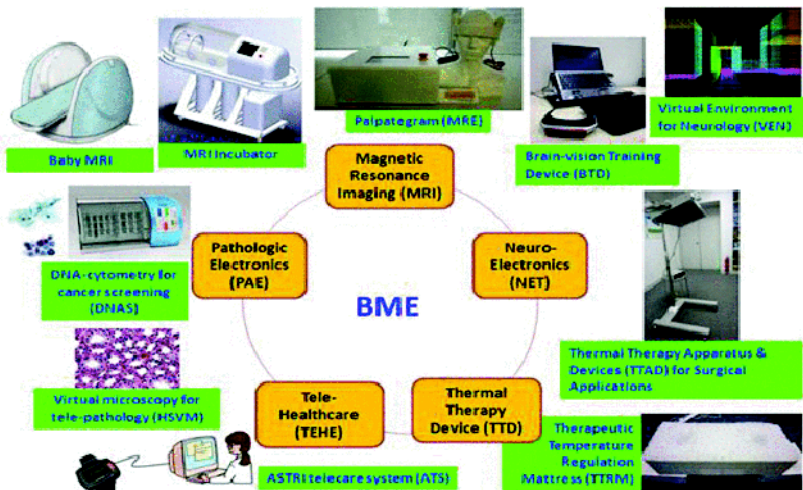 Baby MRI
MRI Incubator
Palpategram (MRE)
Brain-vision Training
Device (BTD)
Virtual Environment
for Neurology (VEN)
Magnetic
Resonance
Imaging (MRI)
Pathologic
Electronics
(PAE)
Neuro-
Electronics
(NET)
BME
DNA-cytometry for
cancer screening
(DNAS)
Virtual microscopy for
tele-pathology (HSVM)
Tele-
Healthcare
(TEHE)
Thermal
Therapy
Device (TTD)
Thermal Therapy Apparatus &
Devices (TTAD) for Surgical
Applications
ASTRI telecare system (ATS)
Therapeutic
Temperature
Regulation
Mattress (TTRM)